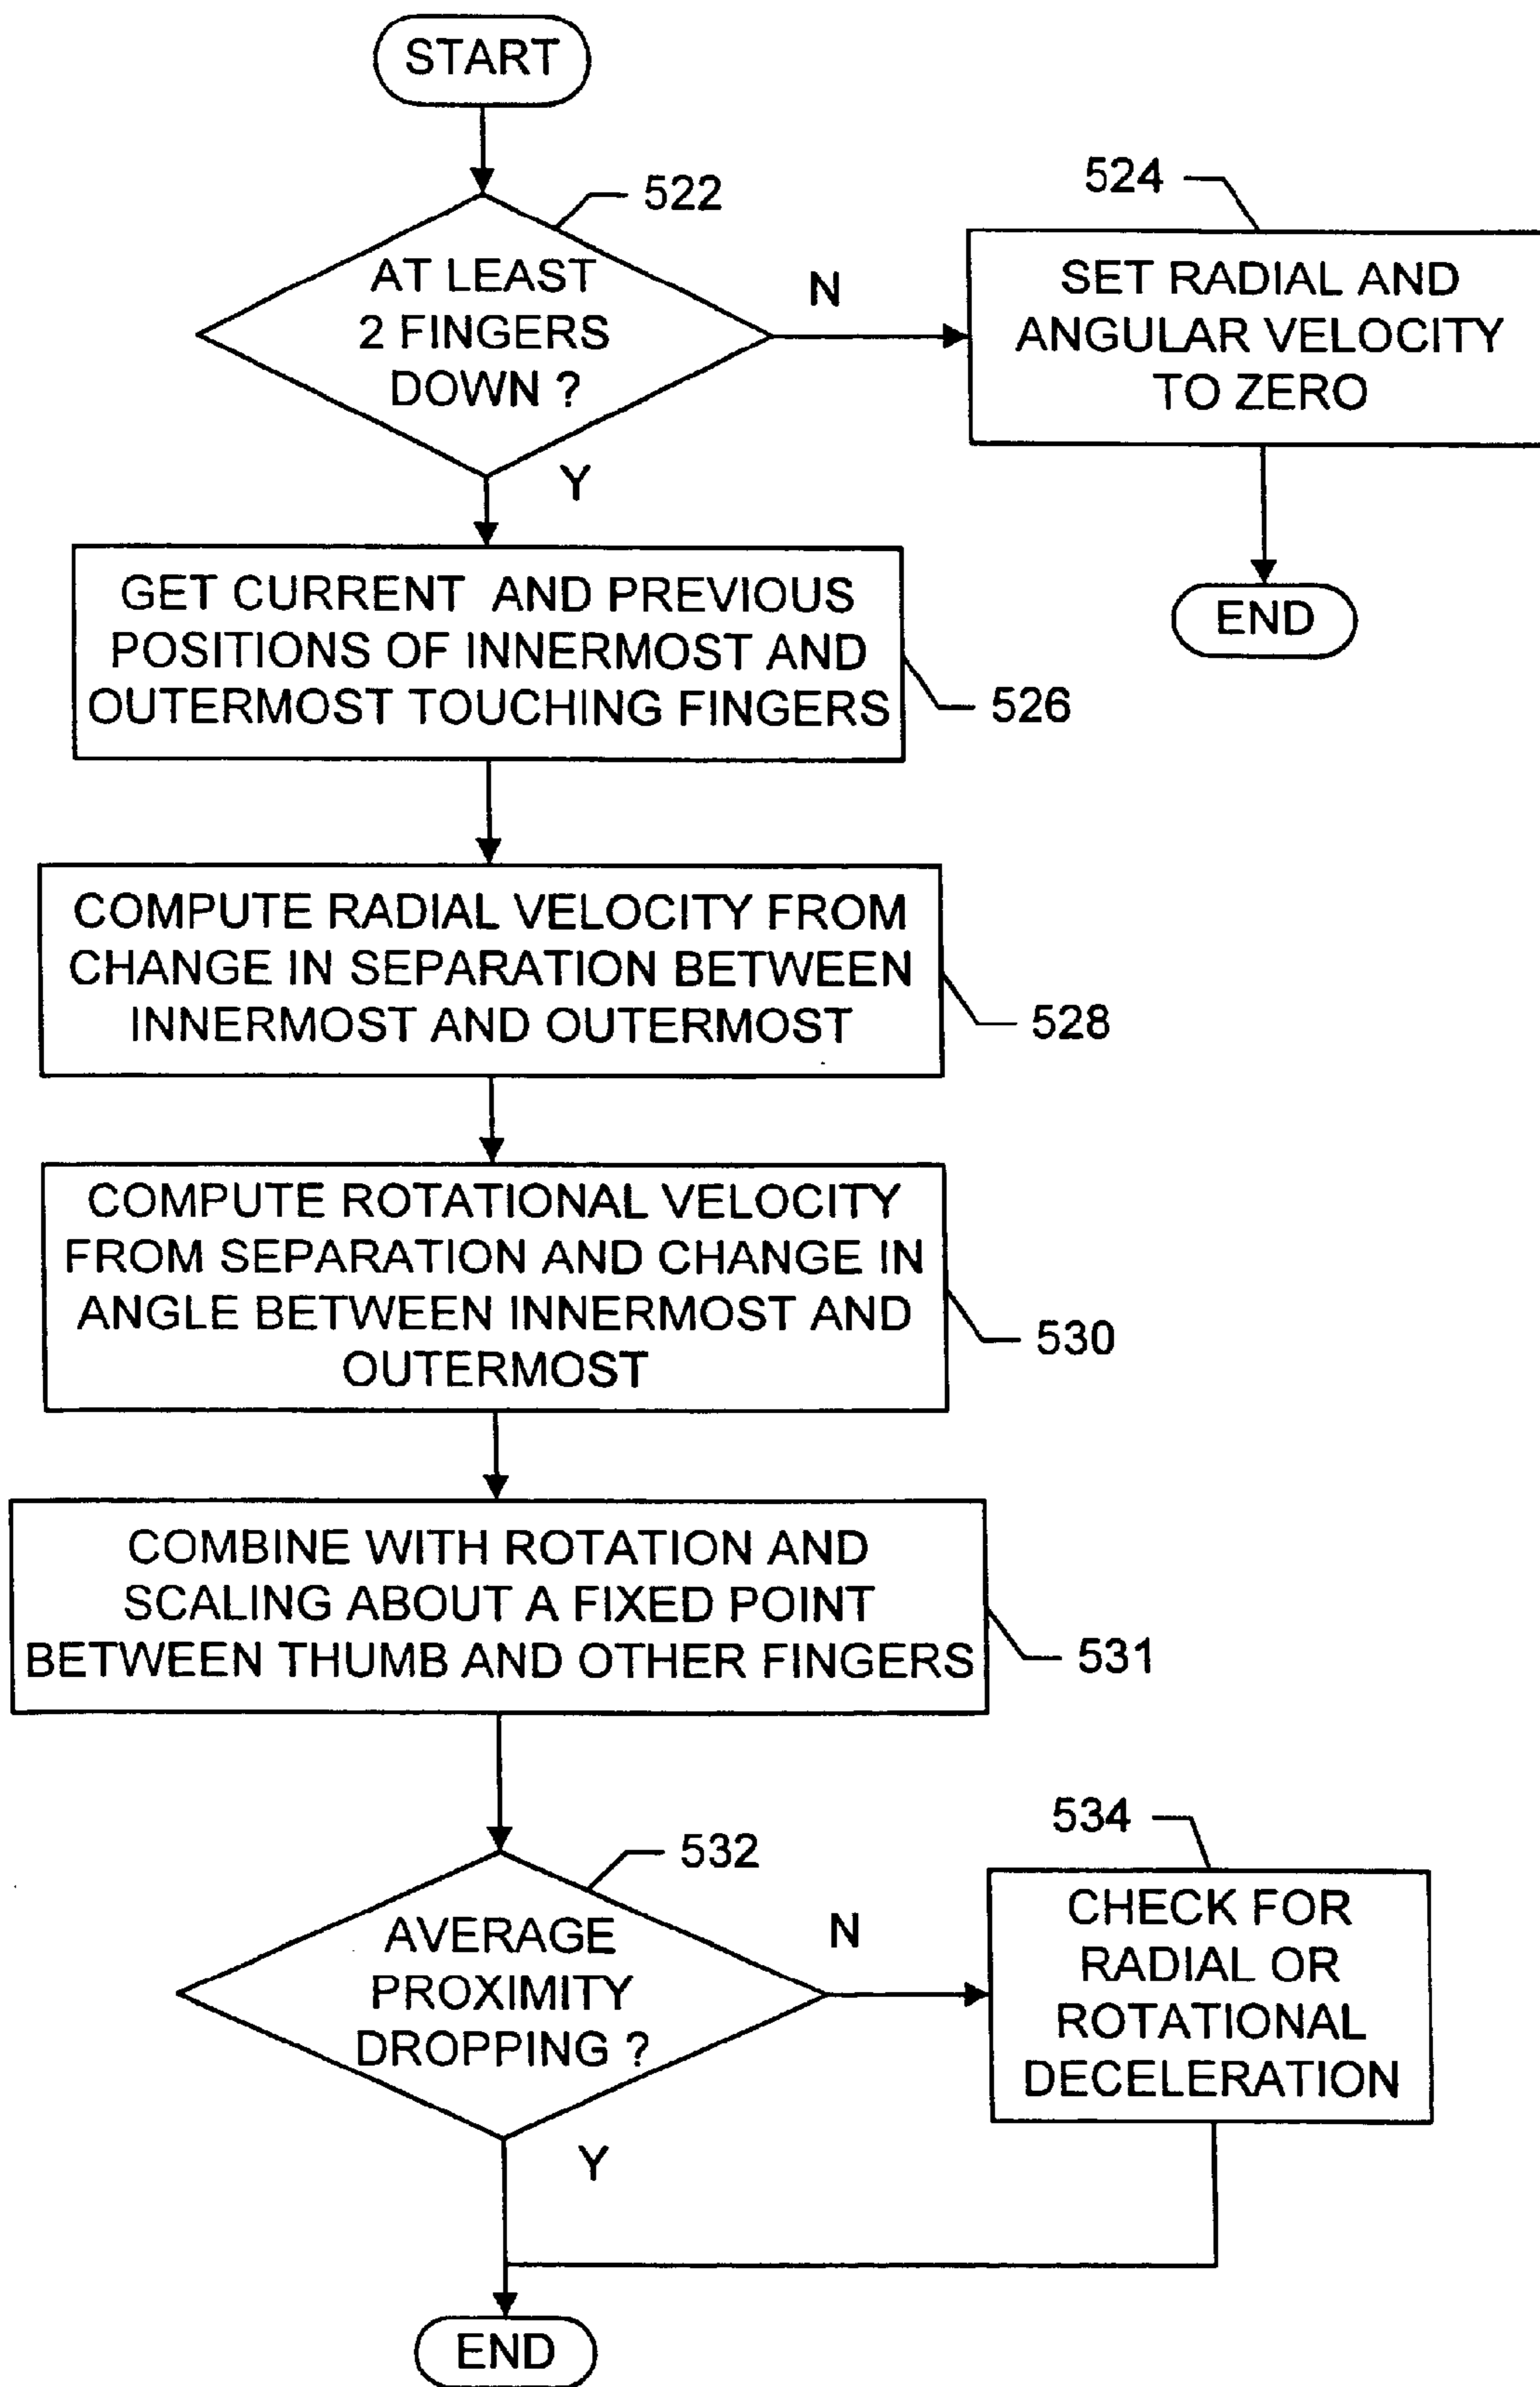 START
522
AT LEAST
2 FINGERS
DOWN ?
N
524
SET RADIAL AND
ANGULAR VELOCITY
TO ZERO
END
Y
GET CURRENT AND PREVIOUS
POSITIONS OF INNERMOST AND
OUTERMOST TOUCHING FINGERS
526
COMPUTE RADIAL VELOCITY FROM
CHANGE IN SEPARATION BETWEEN
INNERMOST AND OUTERMOST
528
COMPUTE ROTATIONAL VELOCITY
FROM SEPARATION AND CHANGE IN
ANGLE BETWEEN INNERMOST AND
OUTERMOST
530
COMBINE WITH ROTATION AND
SCALING ABOUT A FIXED POINT
BETWEEN THUMB AND OTHER FINGERS
531
532
AVERAGE
PROXIMITY
DROPPING ?
N
534
CHECK FOR
RADIAL OR
ROTATIONAL
DECELERATION
Y
END